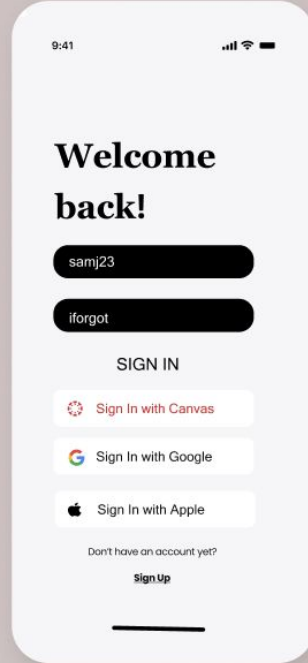 9:41
Welcome
back!
samj23
iforgot
SIGN IN
Sign In with Canvas
Sign In with Google
Sign In with Apple
Don't have an account yet?
Sign Up